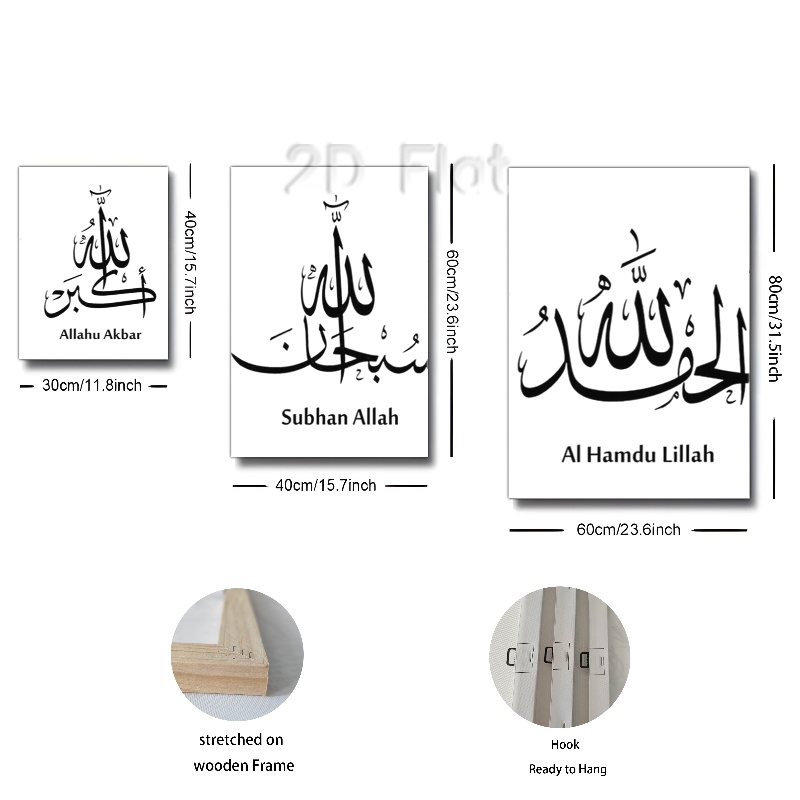 2D Flat
الله
أكبر
Allahu Akbar
40cm/15.7inch
30cm/11.8inch
سبحان الله
Subhan Allah
60cm/23.6inch
40cm/15.7inch
الحمد لله
Al Hamdu Lillah
80cm/31.5inch
60cm/23.6inch
stretched on
wooden Frame
Hook
Ready to Hang